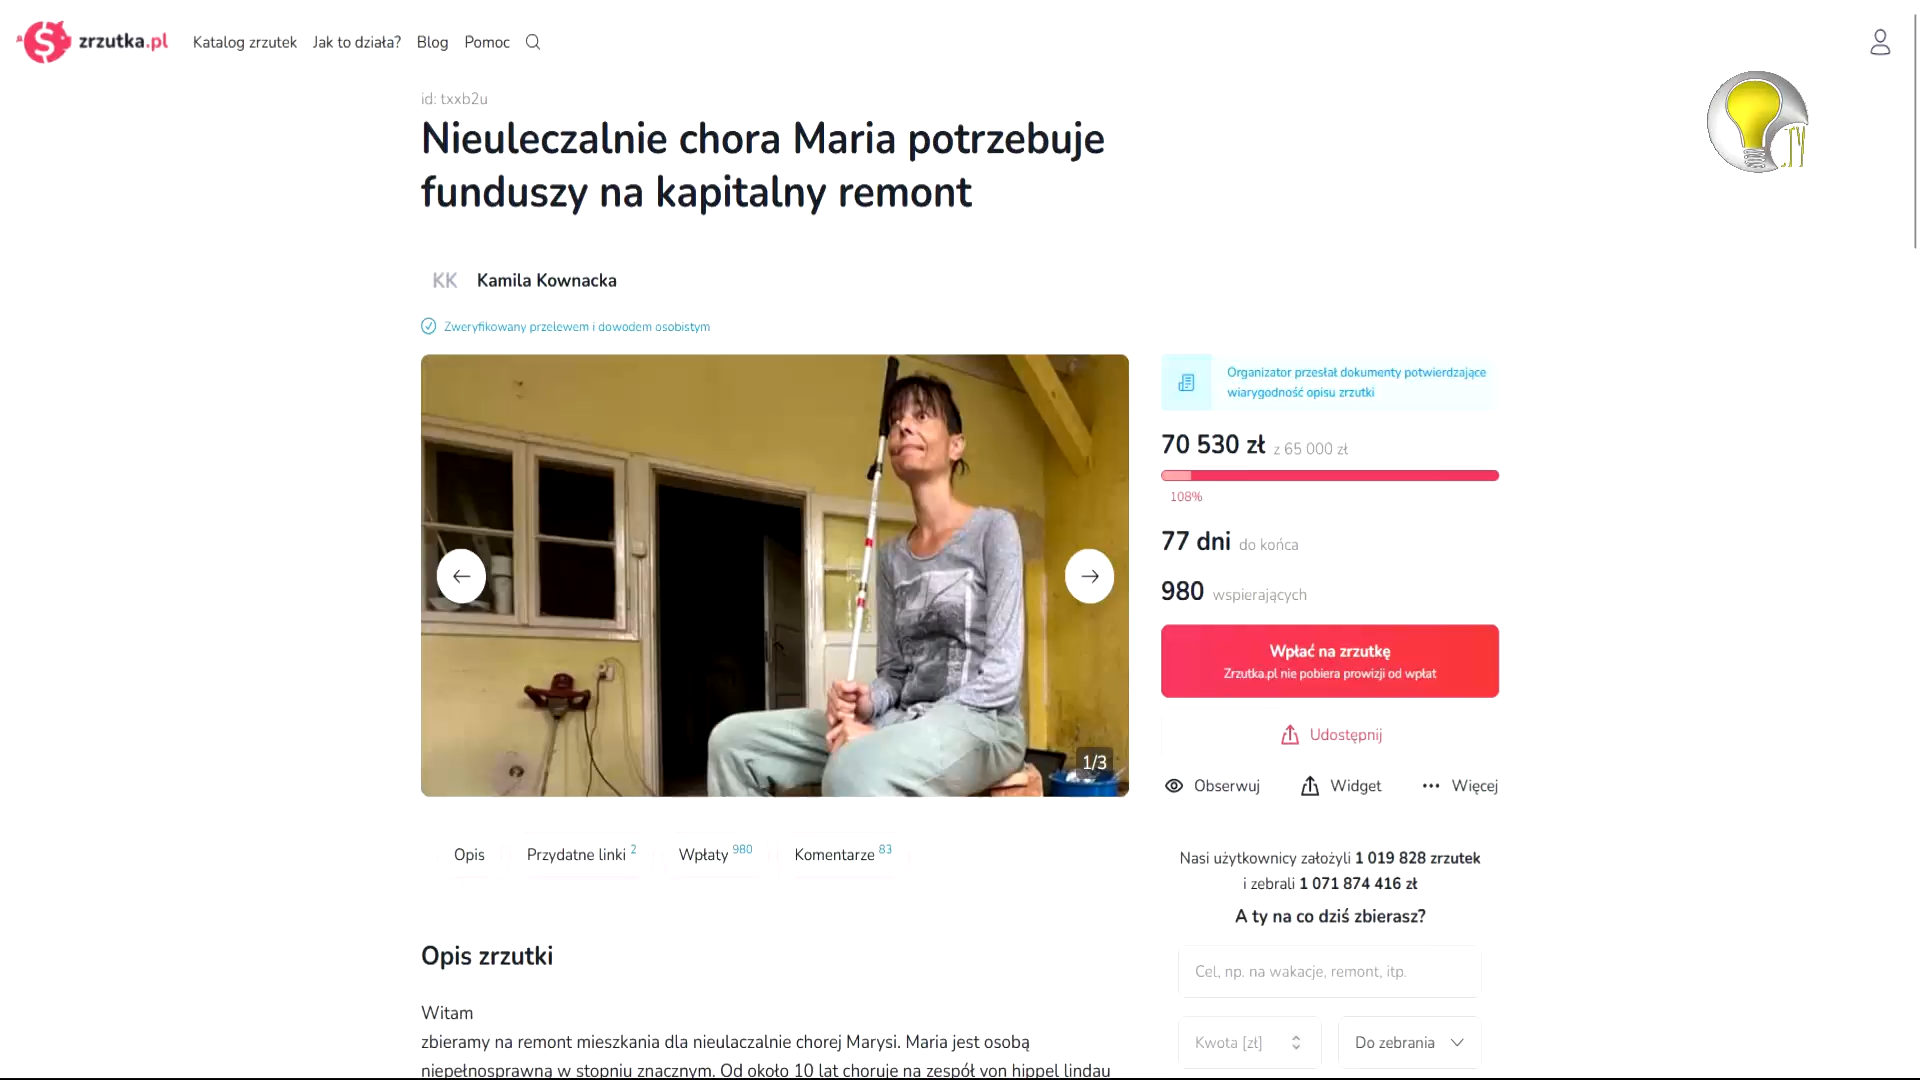 zrzutka.pl Katalog zrzutek Jak to działa? Blog Pomoc
id: txxb2u
Nieuleczalnie chora Maria potrzebuje
funduszy na kapitalny remont
KK Kamila Kownacka
Zweryfikowany przelewem i dowodem osobistym
Organizator przesłał dokumenty potwierdzające
wiarygodność opisu zrzutki
70 530 zł z 65 000 zł
108%
77 dni do końca
980 wspierających
Wpłać na zrzutkę
Zrzutka.pl nie pobiera prowizji od wpłat
Udostępnij
1/3
Obserwuj Widget Więcej
Opis Przydatne linki 2 Wpłaty 980 Komentarze 83
Nasi użytkownicy założyli 1 019 828 zrzutek
i zebrali 1 071 874 416 zł
A ty na co dziś zbierasz?
Cel, np. na wakacje, remont, itp.
Kwota [zł] Do zebrania
Opis zrzutki
Witam
zbieramy na remont mieszkania dla nieulaczalnie chorej Marysi. Maria jest osobą
niepełnosprawną w stopniu znacznym. Od około 10 lat choruje na zespół von hippel lindau